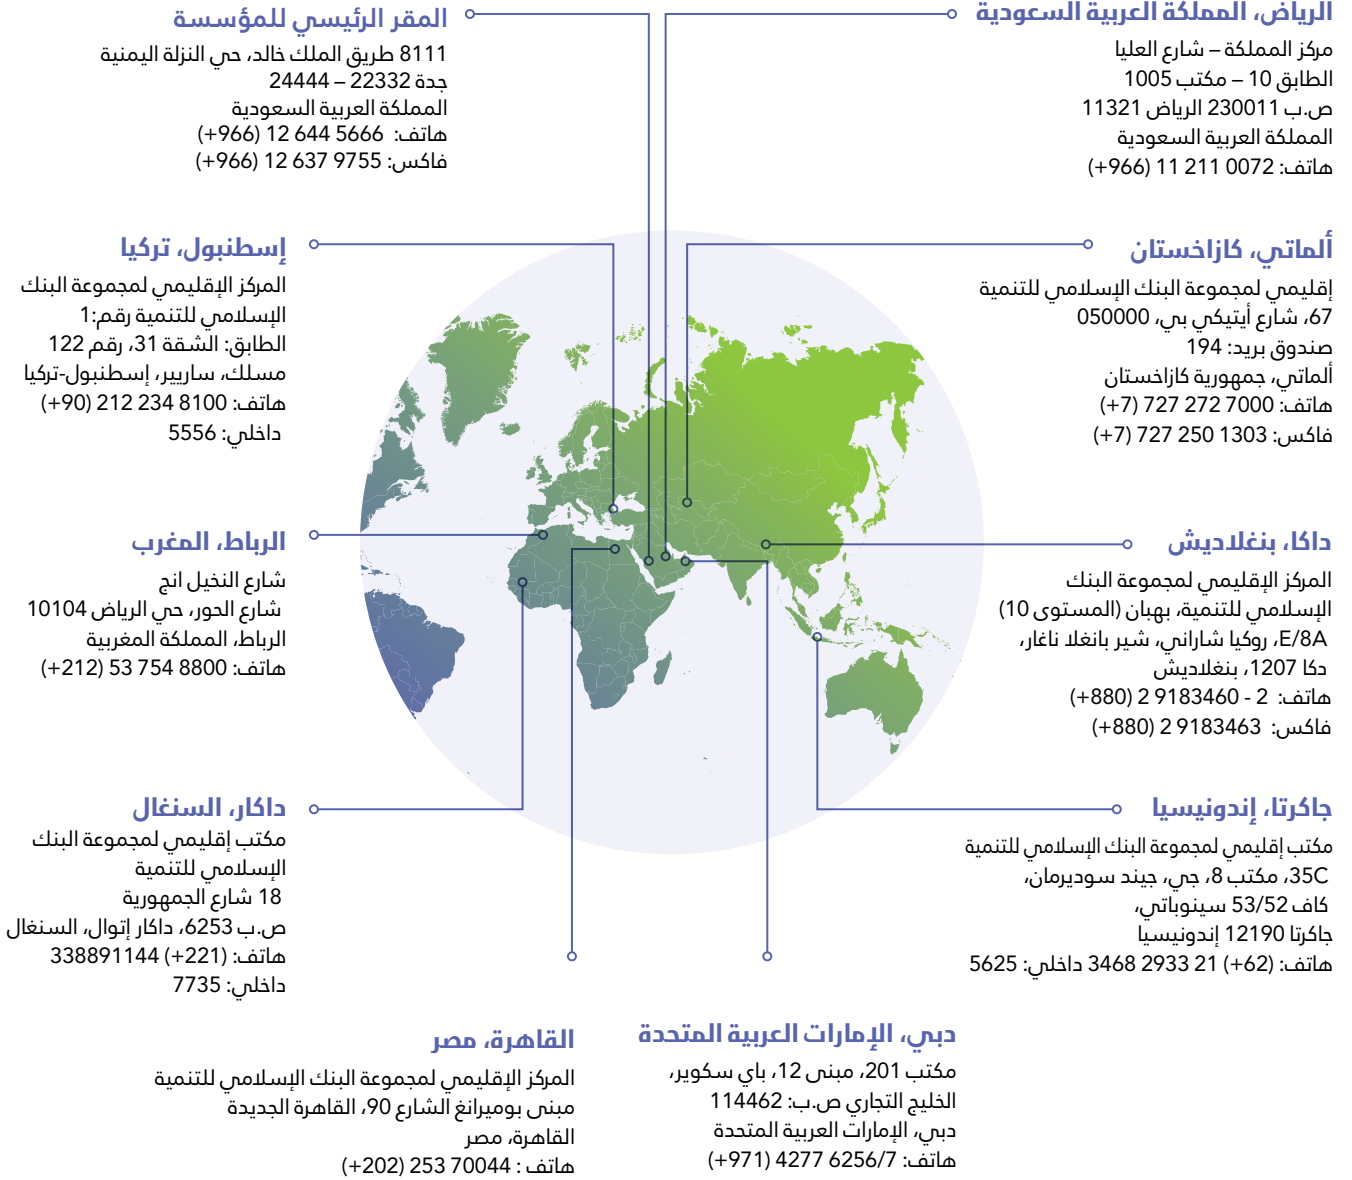 المقر الرئيسي للمؤسسة
8111 طريق الملك خالد، حي النزلة اليمنية
جدة 22332 – 24444
المملكة العربية السعودية
هاتف: 5666 644 12 (966+)
فاكس: 9755 637 12 (966+)
الرياض، المملكة العربية السعودية
مركز المملكة – شارع العليا
الطابق 10 – مكتب 1005
ص.ب 230011 الرياض 11321
المملكة العربية السعودية
هاتف: 0072 211 11 (966+)
إسطنبول، تركيا
المركز الإقليمي لمجموعة البنك
الإسلامي للتنمية رقم:1
الطابق: الشقة 31، رقم 122
مسلك، ساريير، إسطنبول-تركيا
هاتف: 8100 234 212 (90+)
داخلي: 5556
ألماتي، كازاخستان
إقليمي لمجموعة البنك الإسلامي للتنمية
67، شارع أيتيكي بي، 050000
صندوق بريد: 194
ألماتي، جمهورية كازاخستان
هاتف: 7000 272 727 (7+)
فاكس: 1303 250 727 (7+)
الرباط، المغرب
شارع النخيل انج
شارع الحور، حي الرياض 10104
الرباط، المملكة المغربية
هاتف: 8800 754 53 (212+)
داكا، بنغلاديش
المركز الإقليمي لمجموعة البنك
الإسلامي للتنمية، بهبان (المستوى 10)
E/8A، روكيا شاراني، شير بانغلا ناغار،
دكا 1207، بنغلاديش
هاتف: 2 - 9183460 2 (880+)
فاكس: 9183463 2 (880+)
داكار، السنغال
مكتب إقليمي لمجموعة البنك
الإسلامي للتنمية
18 شارع الجمهورية
ص.ب 6253، داكار إتوال، السنغال
هاتف: (221+) 338891144
داخلي: 7735
جاكرتا، إندونيسيا
مكتب إقليمي لمجموعة البنك الإسلامي للتنمية
35C، مكتب 8، جي، جيند سوديرمان،
كاف 53/52 سينوباتي،
جاكرتا 12190 إندونيسيا
هاتف: (62+) 21 2933 3468 داخلي: 5625
القاهرة، مصر
المركز الإقليمي لمجموعة البنك الإسلامي للتنمية
مبنى بوميرانغ الشارع 90، القاهرة الجديدة
القاهرة، مصر
هاتف : 70044 253 (202+)
دبي، الإمارات العربية المتحدة
مكتب 201، مبنى 12، باي سكوير،
الخليج التجاري ص.ب: 114462
دبي، الإمارات العربية المتحدة
هاتف: 6256/7 4277 (971+)